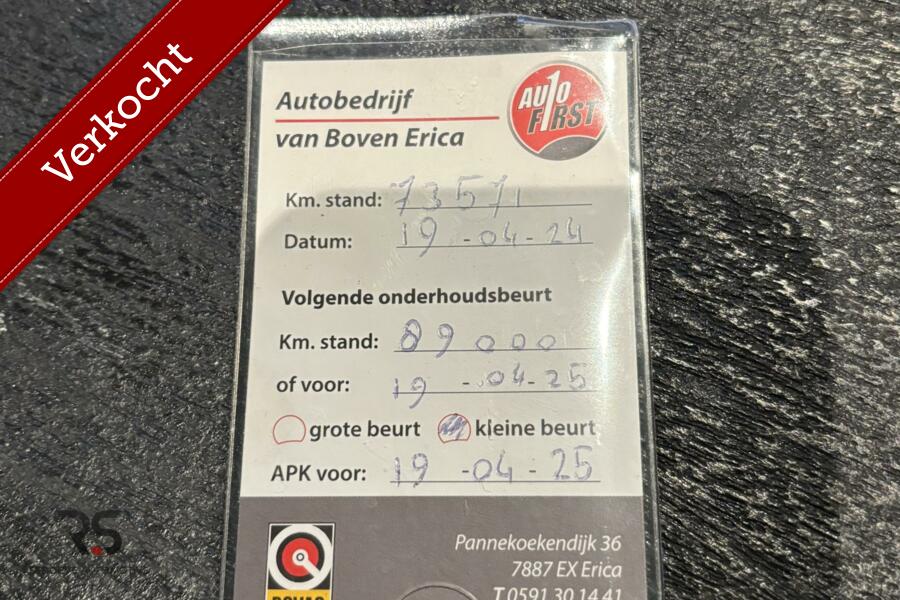 Verkocht
Autobedrijf
van Boven Erica
AUTO
FIRST
Km. stand: 73571
Datum: 19-04-24
Volgende onderhoudsbeurt
Km. stand: 89000
of voor: 19-04-25
grote beurt kleine beurt
APK voor: 19-04-25
RS
Pannekoekendijk 36
7887 EX Erica
T 0591 30 14 41
BOVAG